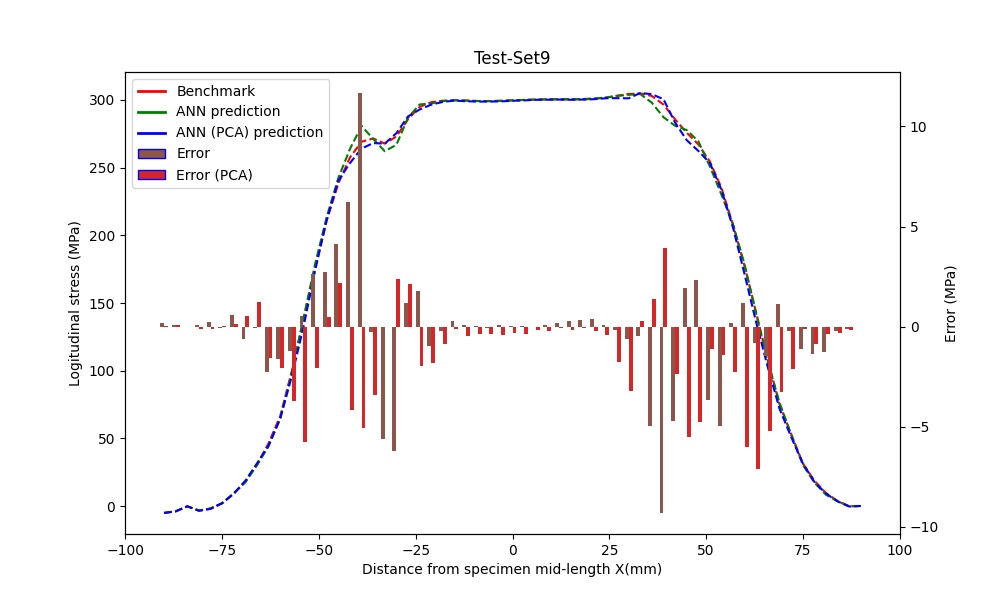 Test-Set9
Benchmark
ANN prediction
ANN (PCA) prediction
Error
Error (PCA)
300
250
200
150
100
50
0
Logitudinal stress (MPa)
10
5
0
−5
−10
Error (MPa)
−100 −75 −50 −25 0 25 50 75 100
Distance from specimen mid-length X(mm)